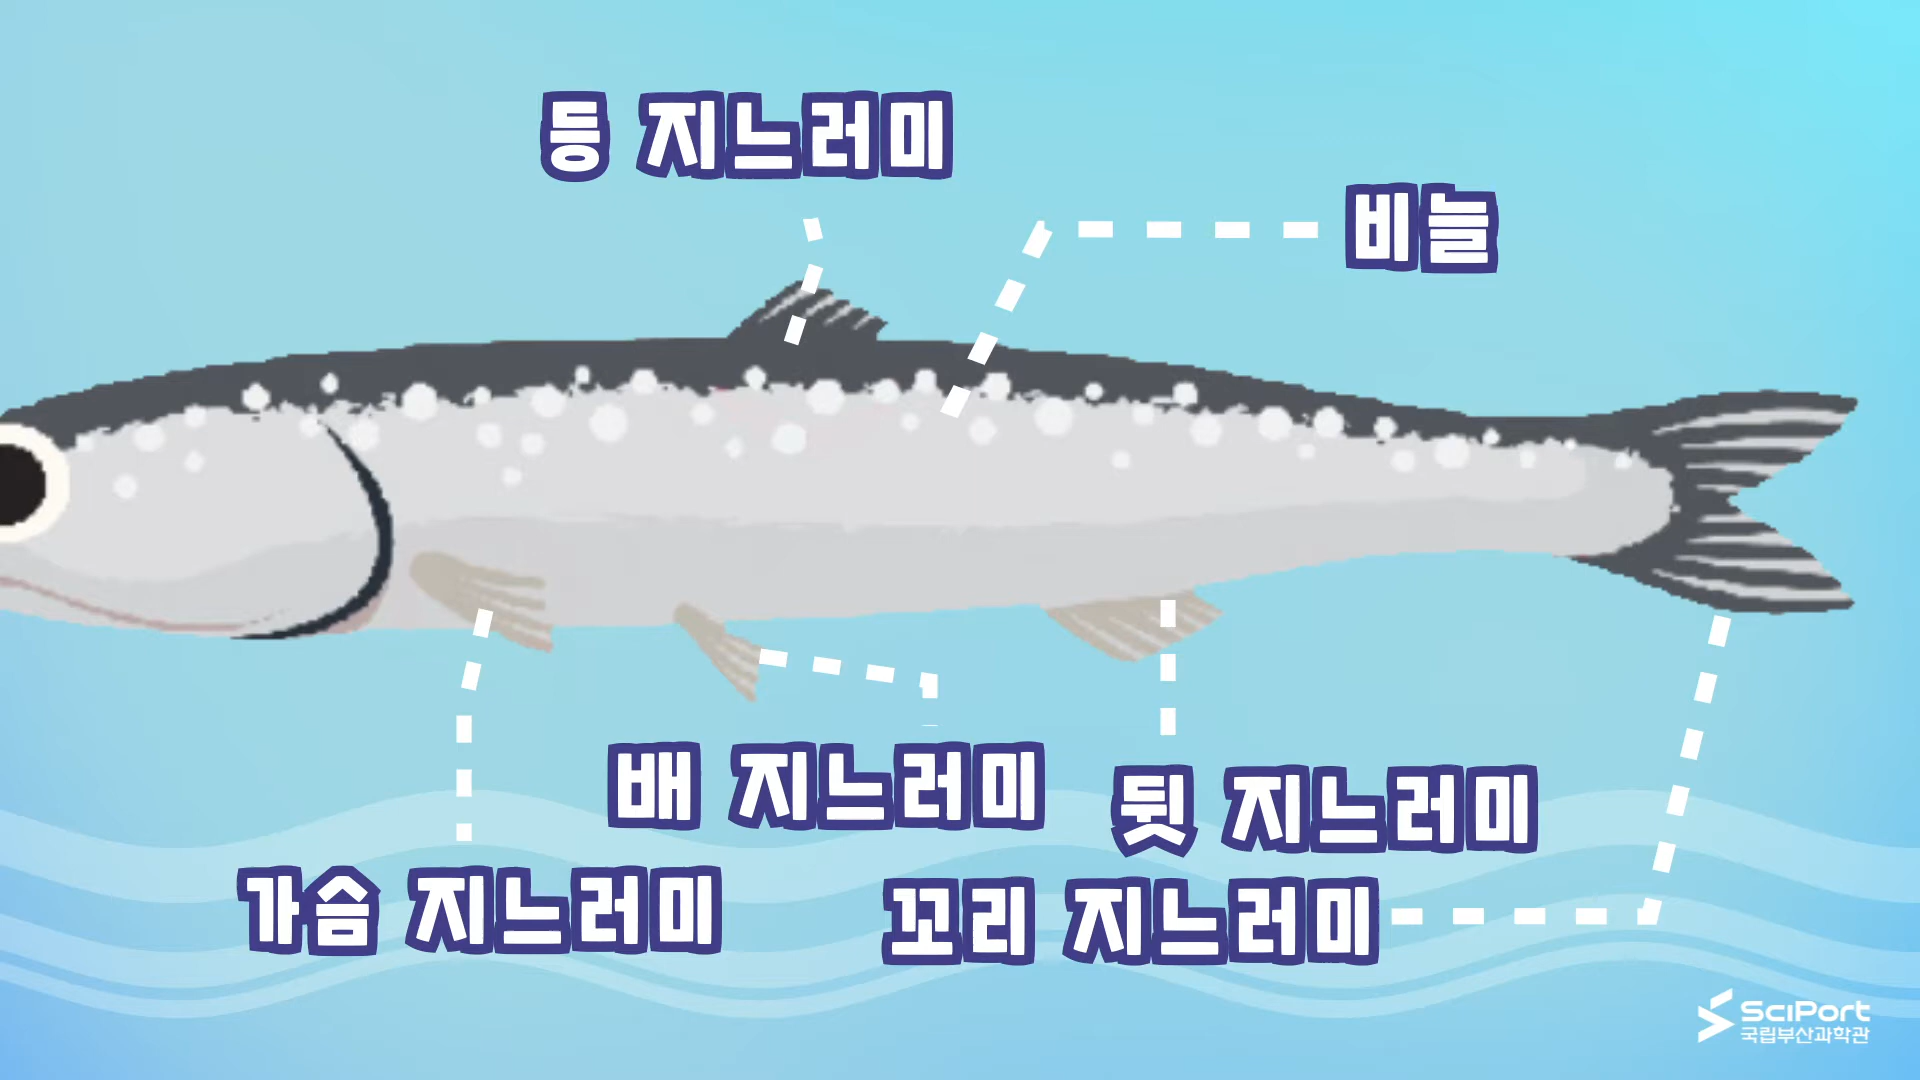 등 지느러미
비늘
배 지느러미
뒷 지느러미
가슴 지느러미
꼬리 지느러미
SciPort
국립부산과학관